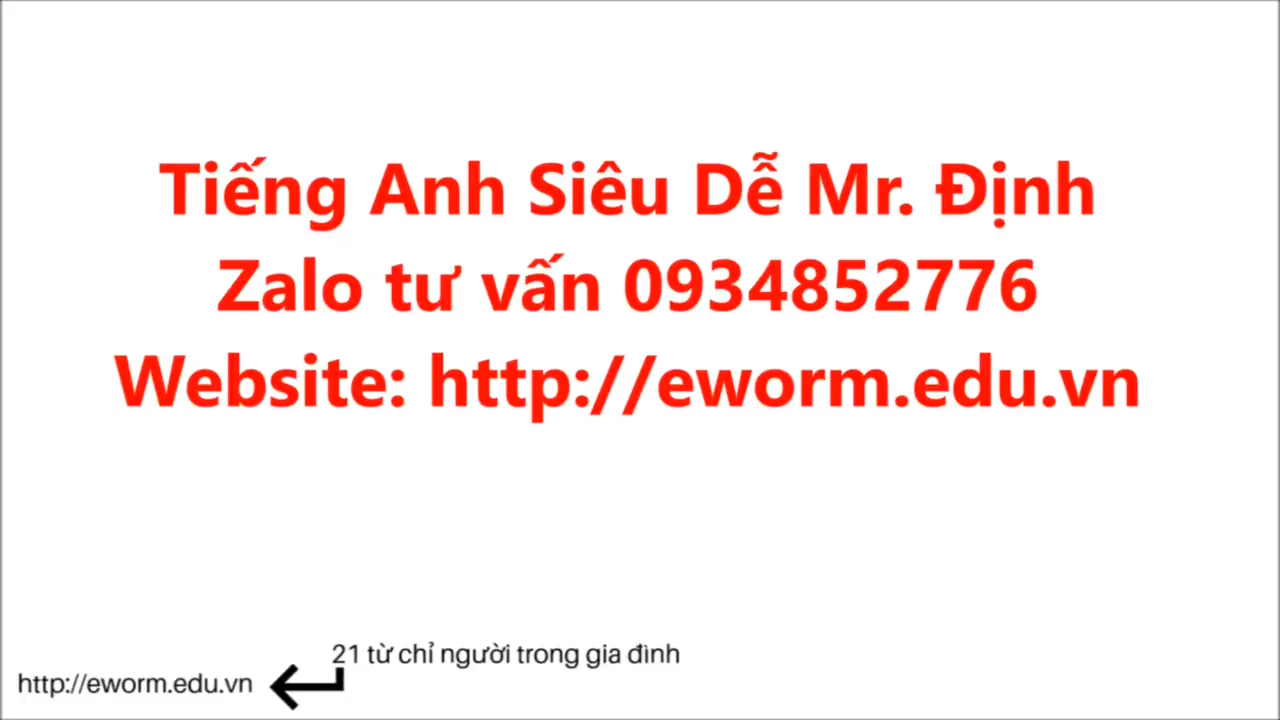 Tiếng Anh Siêu Dễ Mr. Định
Zalo tư vấn 0934852776
Website: http://eworm.edu.vn
21 từ chỉ người trong gia đình
http://eworm.edu.vn